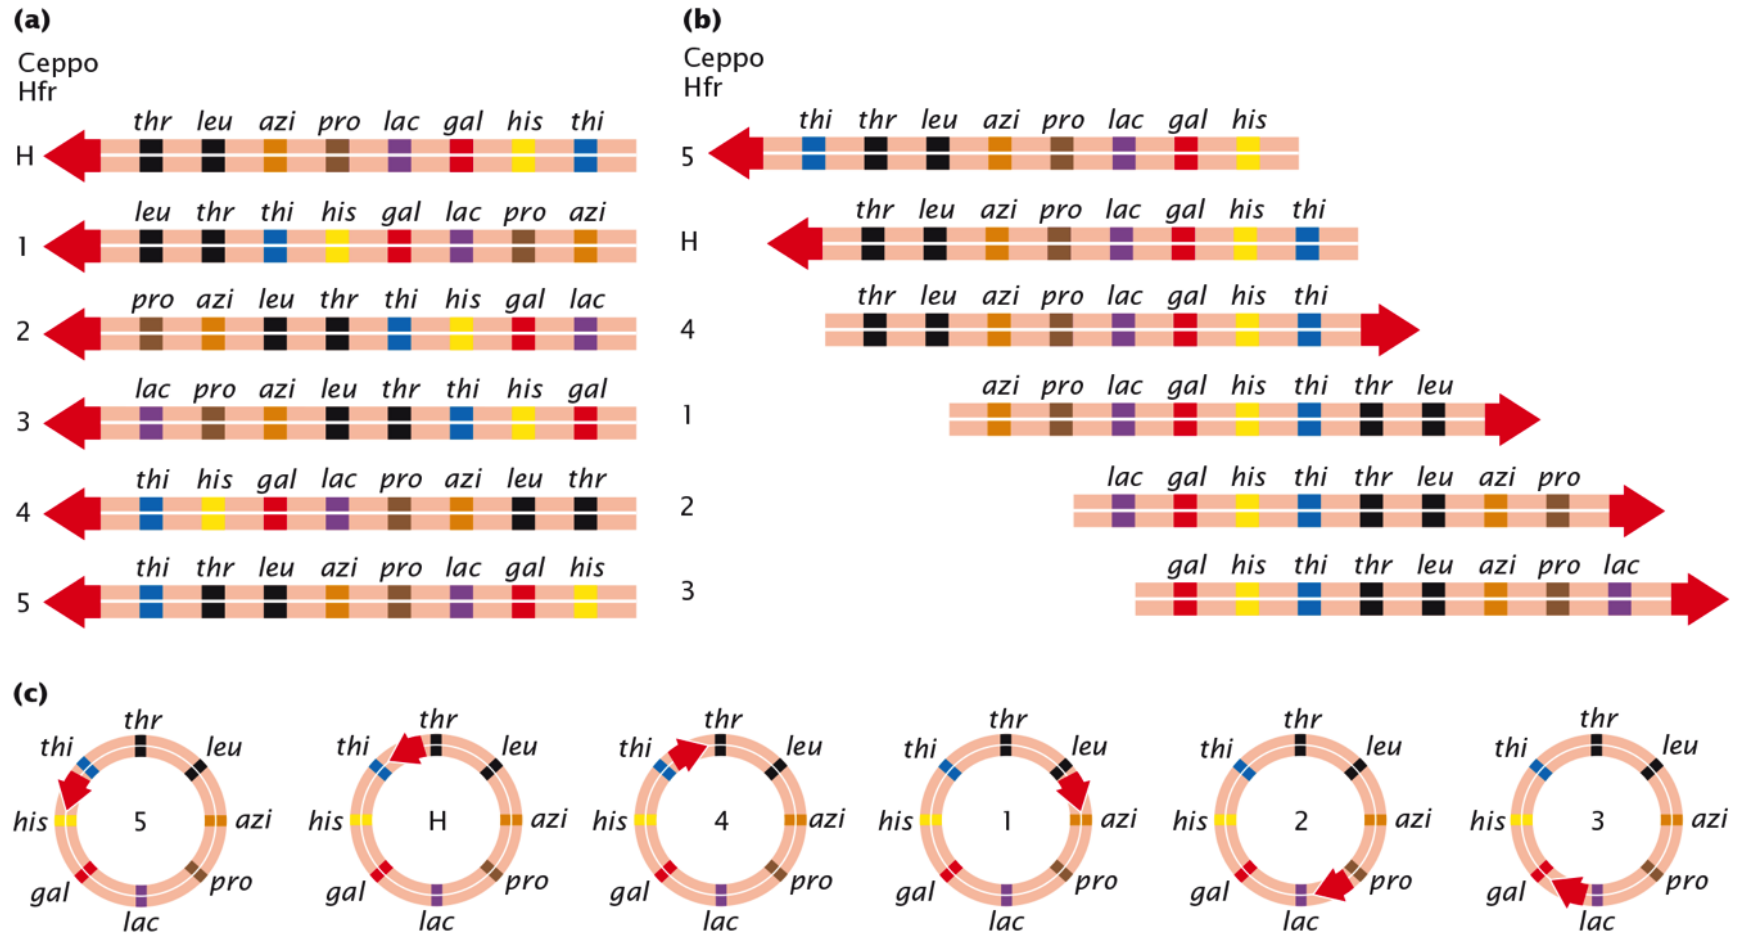 (a)
Ceppo
Hfr
thr leu azi pro lac gal his thi
H
leu thr thi his gal lac pro azi
1
pro azi leu thr thi his gal lac
2
lac pro azi leu thr thi his gal
3
thi his gal lac pro azi leu thr
4
thi thr leu azi pro lac gal his
5
(b)
Ceppo
Hfr
thi thr leu azi pro lac gal his
5
thr leu azi pro lac gal his thi
H
thr leu azi pro lac gal his thi
4
azi pro lac gal his thi thr leu
1
lac gal his thi thr leu azi pro
2
gal his thi thr leu azi pro lac
3
(c)
thr
thi leu
his 5 azi
gal pro
lac
thr
thi leu
his H azi
gal pro
lac
thr
thi leu
his 4 azi
gal pro
lac
thr
thi leu
his 1 azi
gal pro
lac
thr
thi leu
his 2 azi
gal pro
lac
thr
thi leu
his 3 azi
gal pro
lac